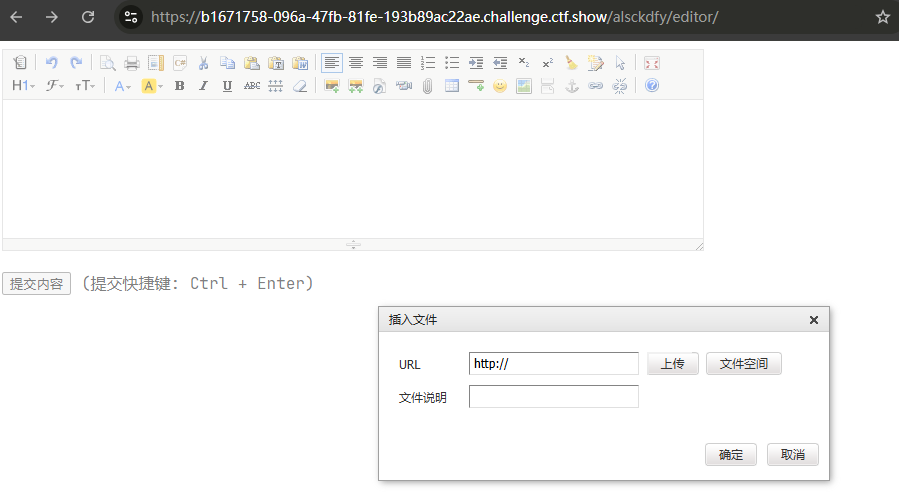 https://b1671758-096a-47fb-81fe-193b89ac22ae.challenge.ctf.show/alsckdfy/editor/
H1 ℱ тT A A B I U ABC
提交内容 (提交快捷键: Ctrl + Enter)
插入文件
URL http:// 上传 文件空间
文件说明
确定 取消